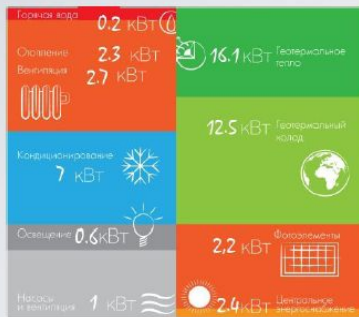 Горячая вода 0.2 кВт
Отопление 2.3 кВт
Вентиляция 2.7 кВт
Кондиционирование
7 кВт
Освещение 0.6кВт
Насосы
и вентиляция 1 кВт
16.1 кВт Геотермальное
тепло
12.5 кВт Геотермальный
холод
2,2 кВт Фотоэлементы
2.4кВт Центральное
энергоснабжение